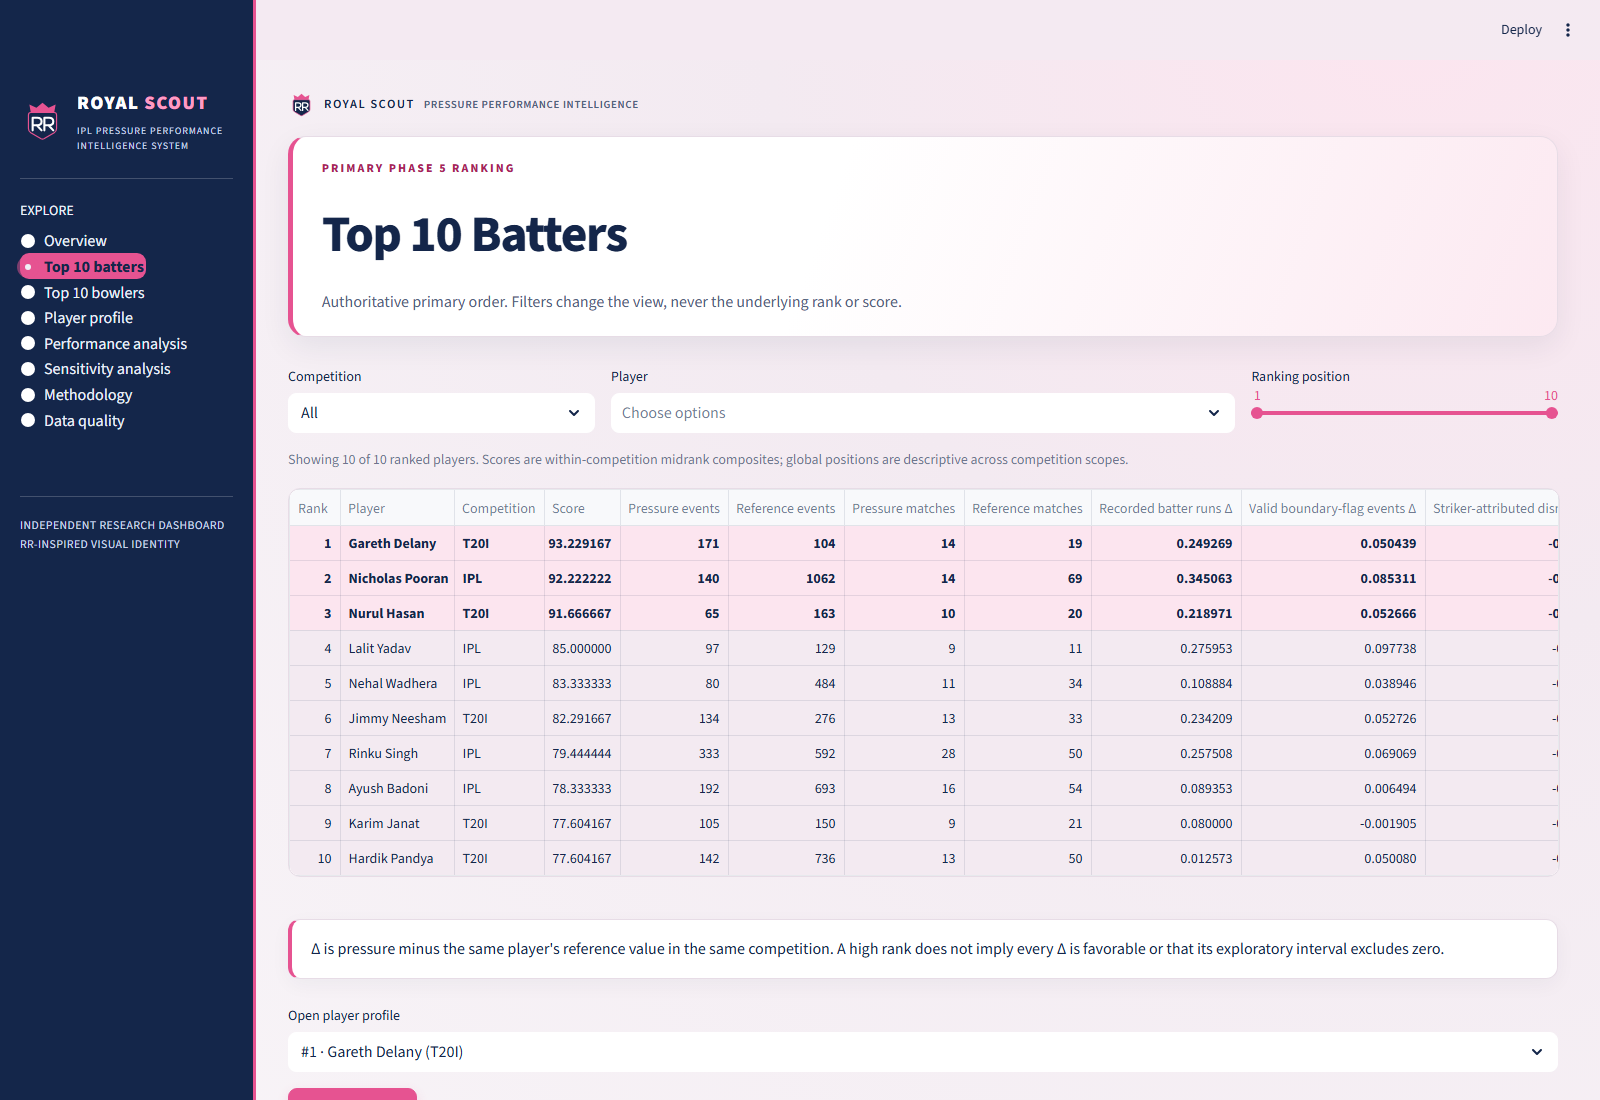 Deploy
RR
ROYAL SCOUT
IPL PRESSURE PERFORMANCE
INTELLIGENCE SYSTEM
EXPLORE
Overview
Top 10 batters
Top 10 bowlers
Player profile
Performance analysis
Sensitivity analysis
Methodology
Data quality
INDEPENDENT RESEARCH DASHBOARD
RR-INSPIRED VISUAL IDENTITY
RR ROYAL SCOUT PRESSURE PERFORMANCE INTELLIGENCE
PRIMARY PHASE 5 RANKING
Top 10 Batters
Authoritative primary order. Filters change the view, never the underlying rank or score.
Competition Player Ranking position
1 10
All Choose options
Showing 10 of 10 ranked players. Scores are within-competition midrank composites; global positions are descriptive across competition scopes.
Rank Player Competition Score Pressure events Reference events Pressure matches Reference matches Recorded batter runs Δ Valid boundary-flag events Δ Striker-attributed
1 Gareth Delany T20I 93.229167 171 104 14 19 0.249269 0.050439
2 Nicholas Pooran IPL 92.222222 140 1062 14 69 0.345063 0.085311
3 Nurul Hasan T20I 91.666667 65 163 10 20 0.218971 0.052666
4 Lalit Yadav IPL 85.000000 97 129 9 11 0.275953 0.097738
5 Nehal Wadhera IPL 83.333333 80 484 11 34 0.108884 0.038946
6 Jimmy Neesham T20I 82.291667 134 276 13 33 0.234209 0.052726
7 Rinku Singh IPL 79.444444 333 592 28 50 0.257508 0.069069
8 Ayush Badoni IPL 78.333333 192 693 16 54 0.089353 0.006494
9 Karim Janat T20I 77.604167 105 150 9 21 0.080000 -0.001905
10 Hardik Pandya T20I 77.604167 142 736 13 50 0.012573 0.050080
Δ is pressure minus the same player's reference value in the same competition. A high rank does not imply every Δ is favorable or that its exploratory interval excludes zero.
Open player profile
#1 · Gareth Delany (T20I)